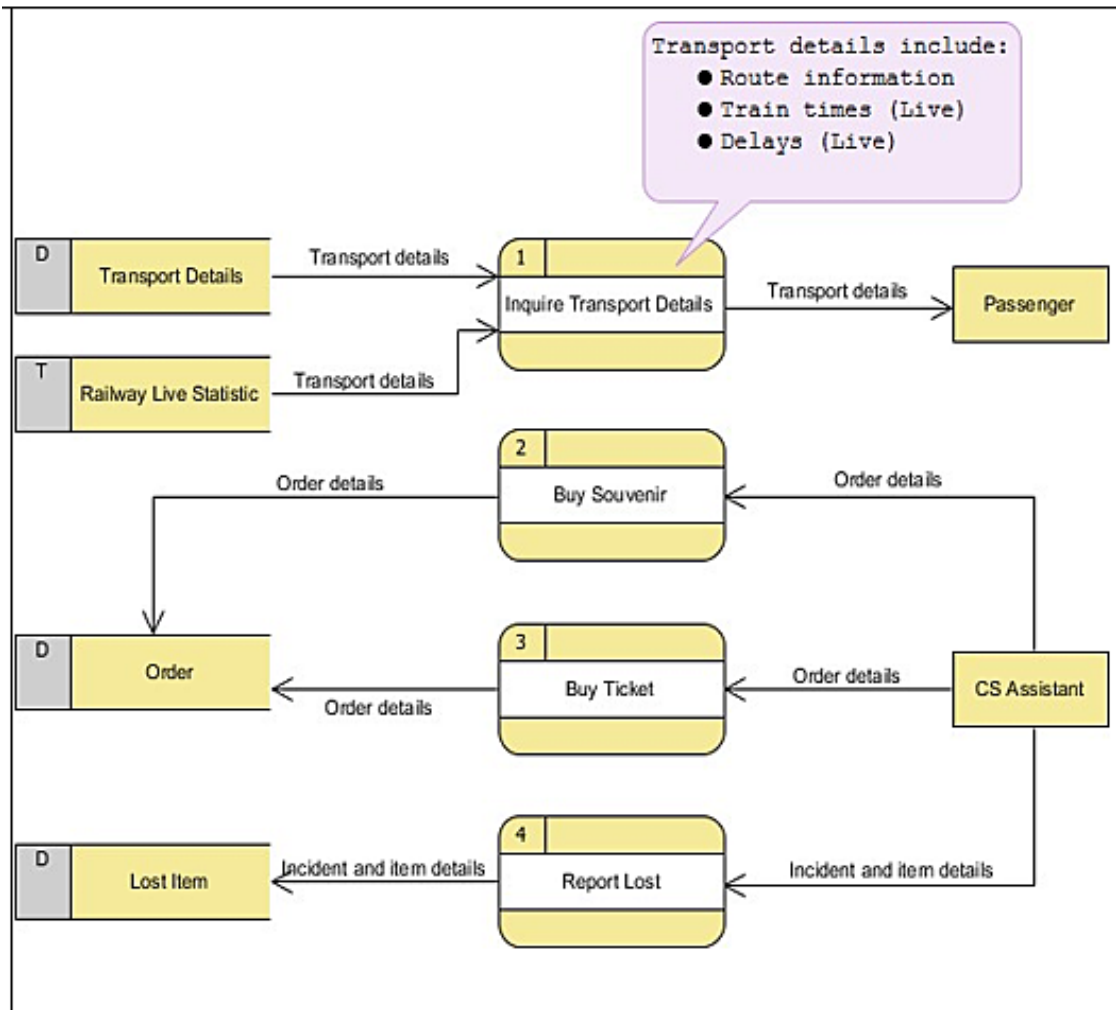 Transport details include:
● Route information
● Train times (Live)
● Delays (Live)
D
Transport Details
Transport details
1
Inquire Transport Details
Transport details
Passenger
T
Railway Live Statistic
Transport details
2
Buy Souvenir
Order details
Order details
D
Order
3
Buy Ticket
Order details
Order details
CS Assistant
D
Lost Item
Incident and item details
4
Report Lost
Incident and item details